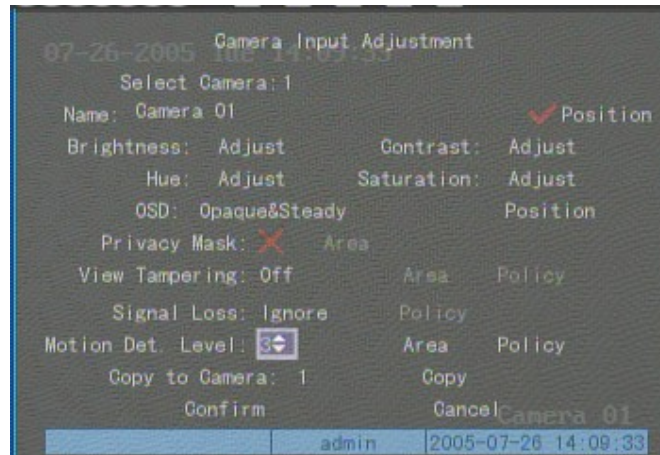 Camera Input Adjustment
07-26-2005 Tue 14:09:33
Select Camera: 1
Name: Camera 01 Position
Brightness: Adjust Contrast: Adjust
Hue: Adjust Saturation: Adjust
OSD: Opaque&Steady Position
Privacy Mask: Area
View Tampering: Off Area Policy
Signal Loss: Ignore Policy
Motion Det. Level: 3 Area Policy
Copy to Camera: 1 Copy
Confirm Cancel
Camera 01
admin 2005-07-26 14:09:33